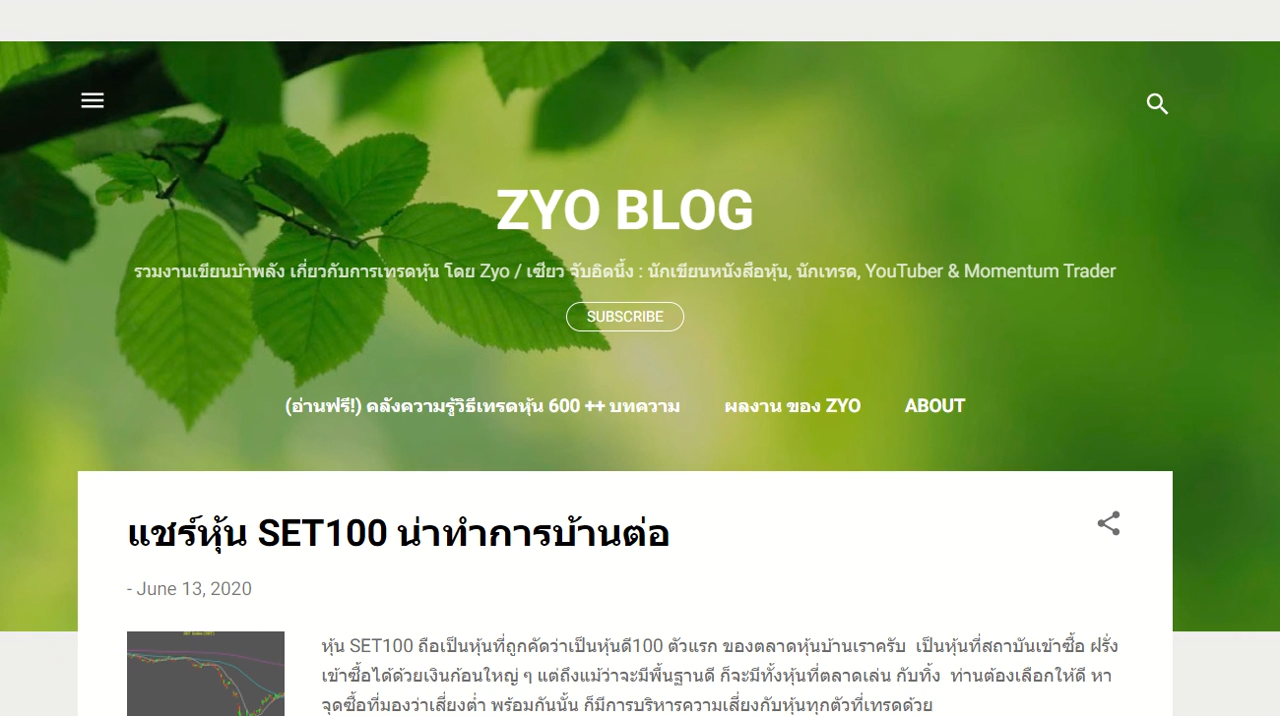 ZYO BLOG
รวมงานเขียนบ้าพลัง เกี่ยวกับการเทรดหุ้น โดย Zyo / เซียว จับอิดนึ้ง : นักเขียนหนังสือหุ้น, นักเทรด, YouTuber & Momentum Trader
SUBSCRIBE
(อ่านฟรี!) คลังความรู้วิธีเทรดหุ้น 600 ++ บทความ ผลงาน ของ ZYO ABOUT
แชร์หุ้น SET100 น่าทำการบ้านต่อ
- June 13, 2020
หุ้น SET100 ถือเป็นหุ้นที่ถูกคัดว่าเป็นหุ้นดี100 ตัวแรก ของตลาดหุ้นบ้านเราครับ เป็นหุ้นที่สถาบันเข้าซื้อ ฝรั่ง
เข้าซื้อได้ด้วยเงินก้อนใหญ่ ๆ แต่ถึงแม้ว่าจะมีพื้นฐานดี ก็จะมีทั้งหุ้นที่ตลาดเล่น กับทิ้ง ท่านต้องเลือกให้ดี หา
จุดซื้อที่มองว่าเสี่ยงต่ำ พร้อมกันนั้น ก็มีการบริหารความเสี่ยงกับหุ้นทุกตัวที่เทรดด้วย